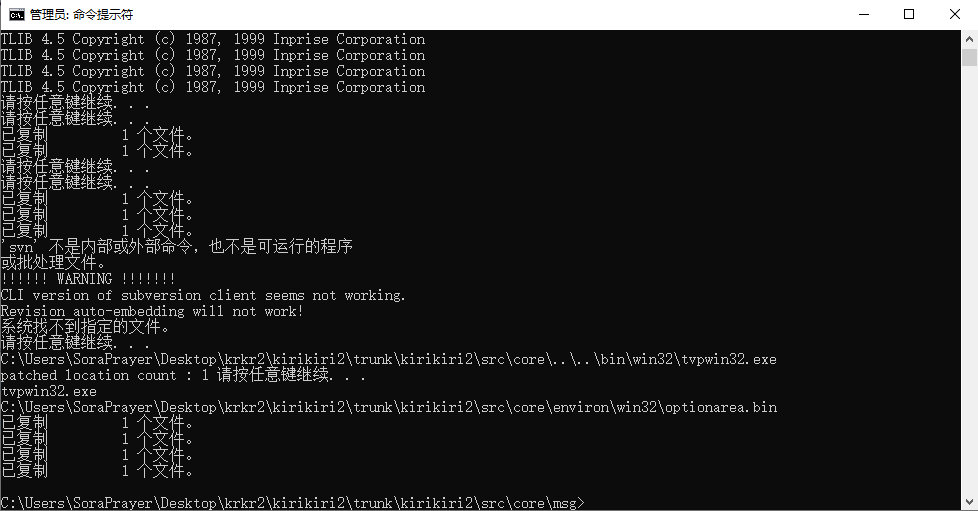 管理员: 命令提示符
TLIB 4.5 Copyright (c) 1987, 1999 Inprise Corporation
TLIB 4.5 Copyright (c) 1987, 1999 Inprise Corporation
TLIB 4.5 Copyright (c) 1987, 1999 Inprise Corporation
TLIB 4.5 Copyright (c) 1987, 1999 Inprise Corporation
请按任意键继续. . .
请按任意键继续. . .
已复制         1 个文件。
已复制         1 个文件。
请按任意键继续. . .
请按任意键继续. . .
已复制         1 个文件。
已复制         1 个文件。
已复制         1 个文件。
'svn' 不是内部或外部命令，也不是可运行的程序
或批处理文件。
!!!!!! WARNING !!!!!!!
CLI version of subversion client seems not working.
Revision auto-embedding will not work!
系统找不到指定的文件。
请按任意键继续. . .
C:\Users\SoraPrayer\Desktop\krkr2\kirikiri2\trunk\kirikiri2\src\core\..\..\bin\win32\tvpwin32.exe
patched location count : 1 请按任意键继续. . .
tvpwin32.exe
C:\Users\SoraPrayer\Desktop\krkr2\kirikiri2\trunk\kirikiri2\src\core\environ\win32\optionarea.bin
已复制         1 个文件。
已复制         1 个文件。
已复制         1 个文件。
已复制         1 个文件。
C:\Users\SoraPrayer\Desktop\krkr2\kirikiri2\trunk\kirikiri2\src\core\msg>